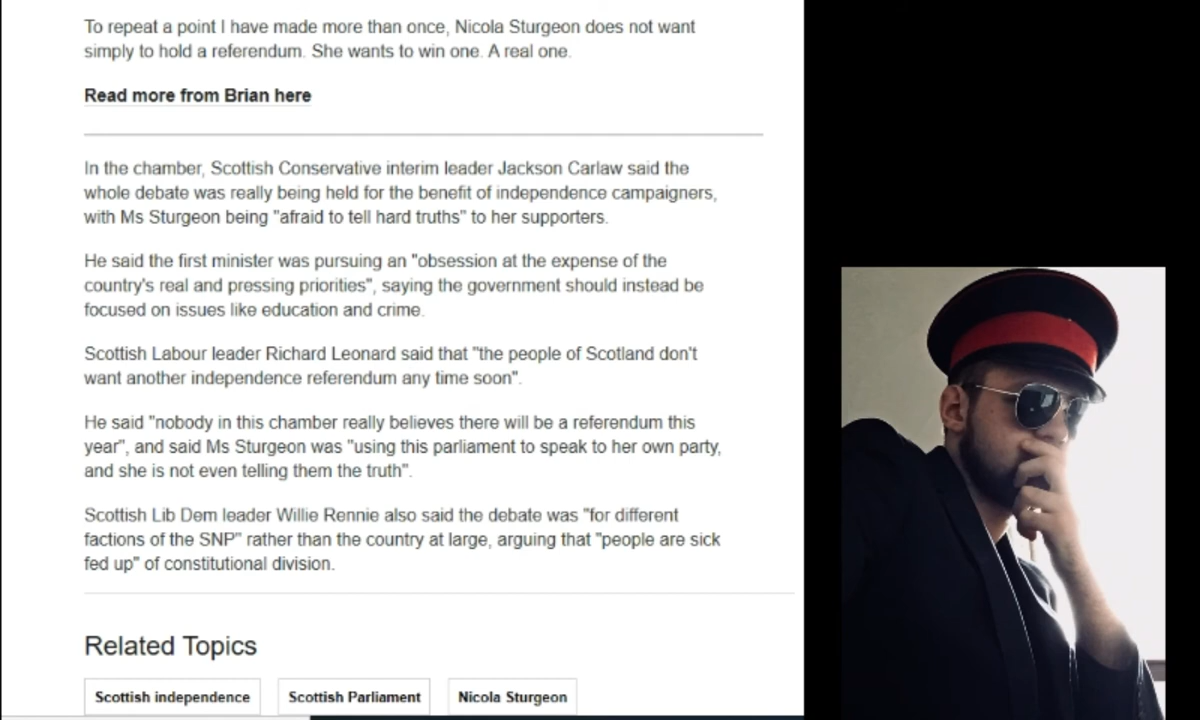 To repeat a point I have made more than once, Nicola Sturgeon does not want
simply to hold a referendum. She wants to win one. A real one.
Read more from Brian here
In the chamber, Scottish Conservative interim leader Jackson Carlaw said the
whole debate was really being held for the benefit of independence campaigners,
with Ms Sturgeon being "afraid to tell hard truths" to her supporters.
He said the first minister was pursuing an "obsession at the expense of the
country's real and pressing priorities", saying the government should instead be
focused on issues like education and crime.
Scottish Labour leader Richard Leonard said that "the people of Scotland don't
want another independence referendum any time soon".
He said "nobody in this chamber really believes there will be a referendum this
year", and said Ms Sturgeon was "using this parliament to speak to her own party,
and she is not even telling them the truth".
Scottish Lib Dem leader Willie Rennie also said the debate was "for different
factions of the SNP" rather than the country at large, arguing that "people are sick
fed up" of constitutional division.
Related Topics
Scottish independence
Scottish Parliament
Nicola Sturgeon